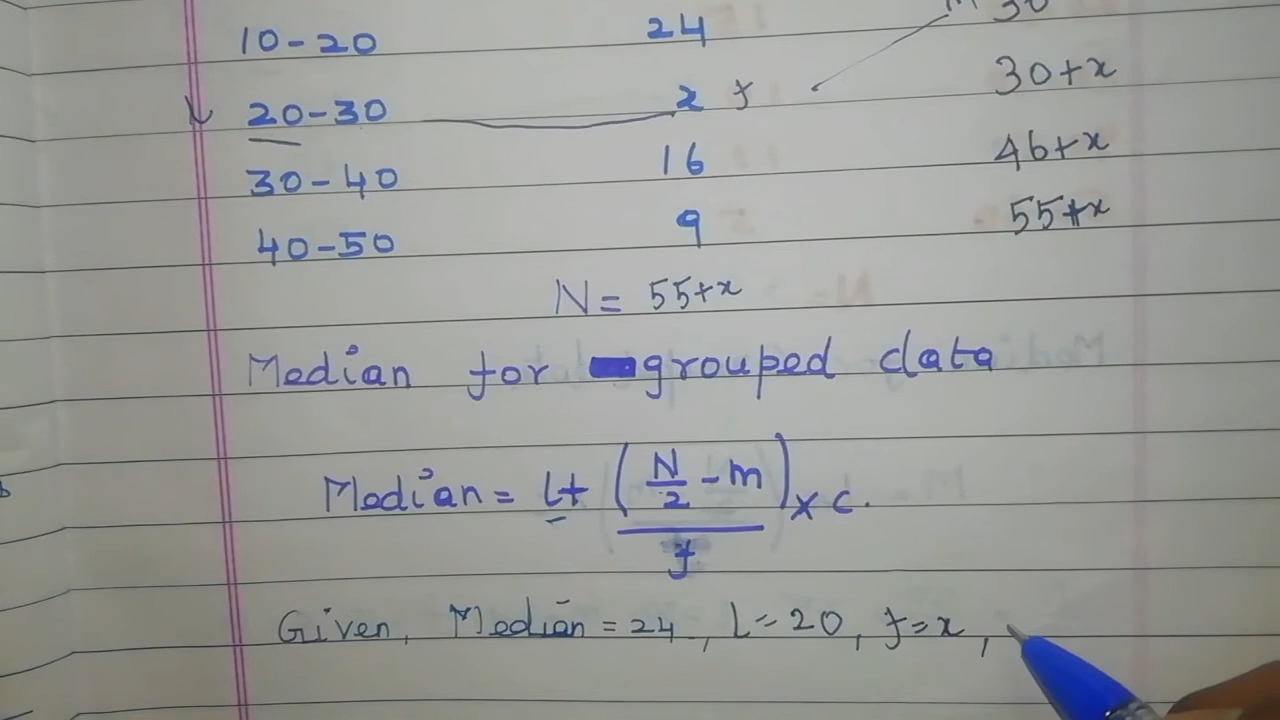 10-20 24 m 30
20-30 x f 30+x
30-40 16 46+x
40-50 9 55+x
N = 55+x
Median for grouped data
Median = l+ (N/2 - m)/f × c.
Given, Median = 24, L = 20, f = x,